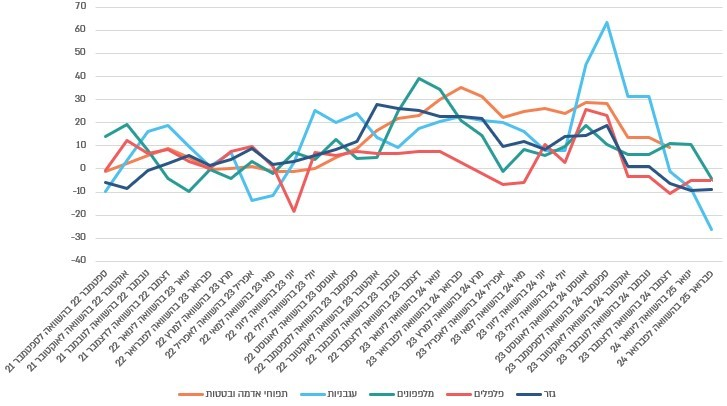 70
60
50
40
30
20
10
0
-10
-20
-30
-40
ספטמבר 22 בהשוואה לספטמבר 21
אוקטובר 22 בהשוואה לאוקטובר 21
נובמבר 22 בהשוואה לנובמבר 21
דצמבר 22 בהשוואה לדצמבר 21
ינואר 23 בהשוואה לינואר 22
פברואר 23 בהשוואה לפברואר 22
מרץ 23 בהשוואה למרץ 22
אפריל 23 בהשוואה לאפריל 22
מאי 23 בהשוואה למאי 22
יוני 23 בהשוואה ליוני 22
יולי 23 בהשוואה ליולי 22
אוגוסט 23 בהשוואה לאוגוסט 22
ספטמבר 23 בהשוואה לספטמבר 22
אוקטובר 23 בהשוואה לאוקטובר 22
נובמבר 23 בהשוואה לנובמבר 22
דצמבר 23 בהשוואה לדצמבר 22
ינואר 24 בהשוואה לינואר 23
פברואר 24 בהשוואה לפברואר 23
מרץ 24 בהשוואה למרץ 23
אפריל 24 בהשוואה לאפריל 23
מאי 24 בהשוואה למאי 23
יוני 24 בהשוואה ליוני 23
יולי 24 בהשוואה ליולי 23
אוגוסט 24 בהשוואה לאוגוסט 23
ספטמבר 24 בהשוואה לספטמבר 23
אוקטובר 24 בהשוואה לאוקטובר 23
נובמבר 24 בהשוואה לנובמבר 23
דצמבר 24 בהשוואה לדצמבר 23
ינואר 25 בהשוואה לינואר 24
פברואר 25 בהשוואה לפברואר 24
גזר פלפלים מלפפונים עגבניות תפוחי אדמה ובטטות